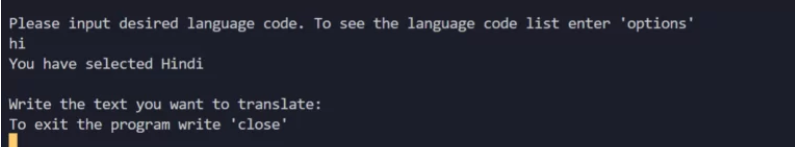 Please input desired language code. To see the language code list enter 'options'
hi
You have selected Hindi
Write the text you want to translate:
To exit the program write 'close'